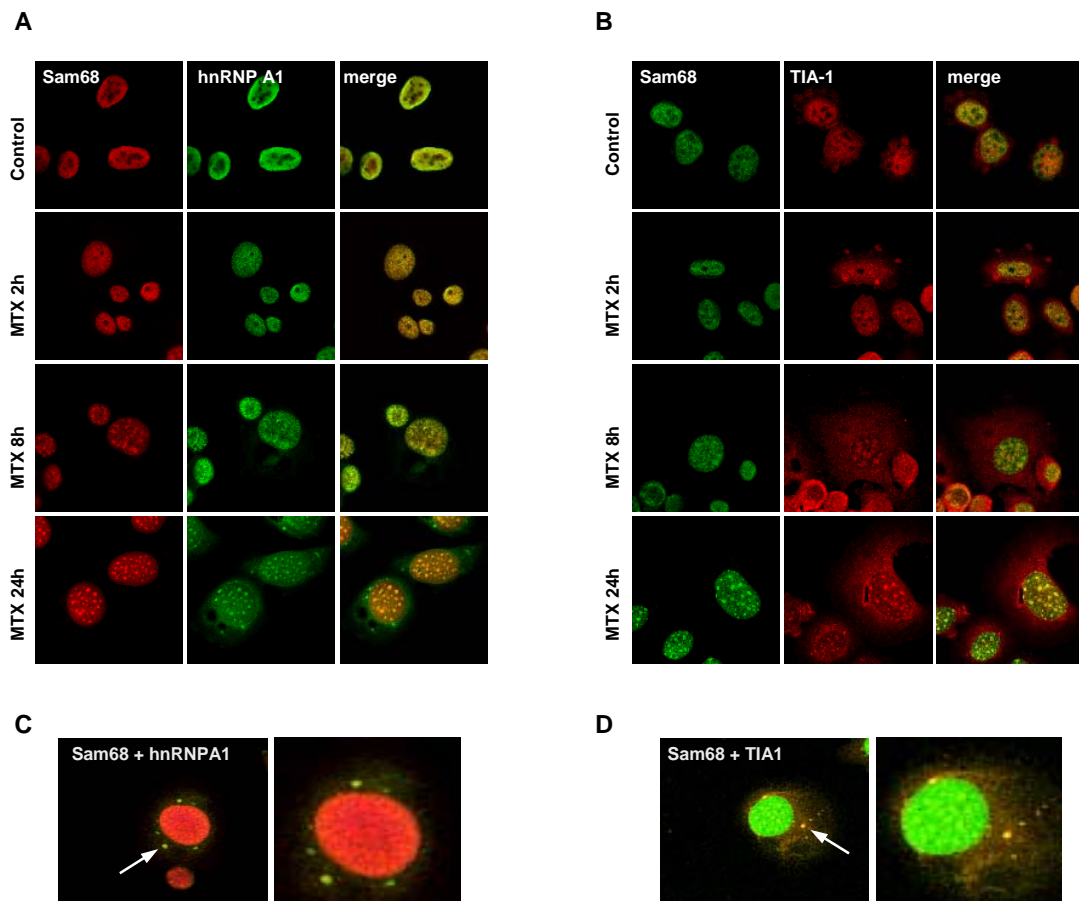 A
B
Sam68 hnRNP A1 merge
Sam68 TIA-1 merge
Control
Control
MTX 2h
MTX 2h
MTX 8h
MTX 8h
MTX 24h
MTX 24h
C
D
Sam68 + hnRNPA1
Sam68 + TIA1